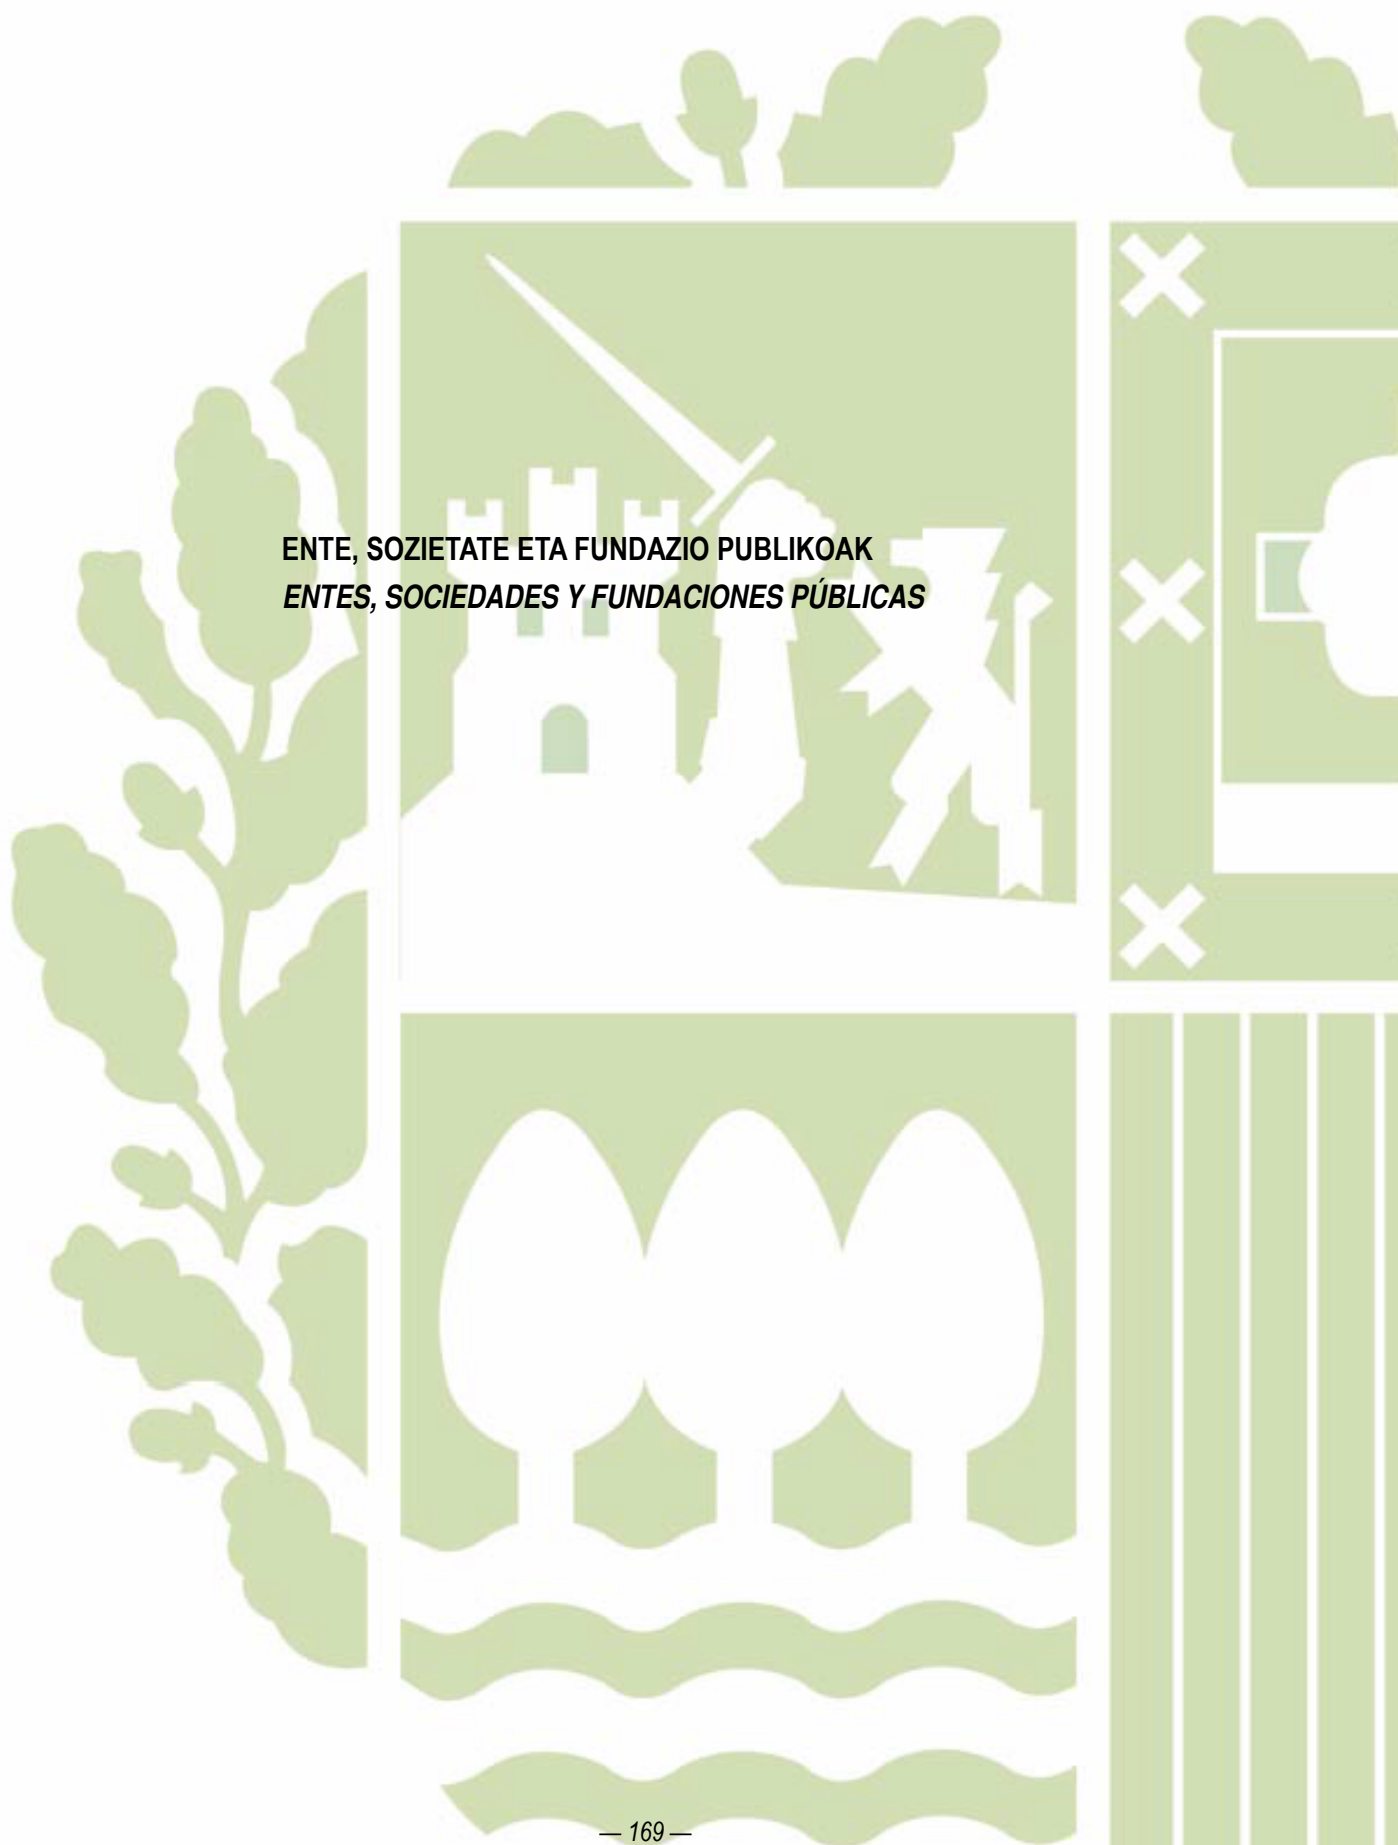 ENTE, SOZIETATE ETA FUNDAZIO PUBLIKOAK
ENTES, SOCIEDADES Y FUNDACIONES PÚBLICAS
— 169 —